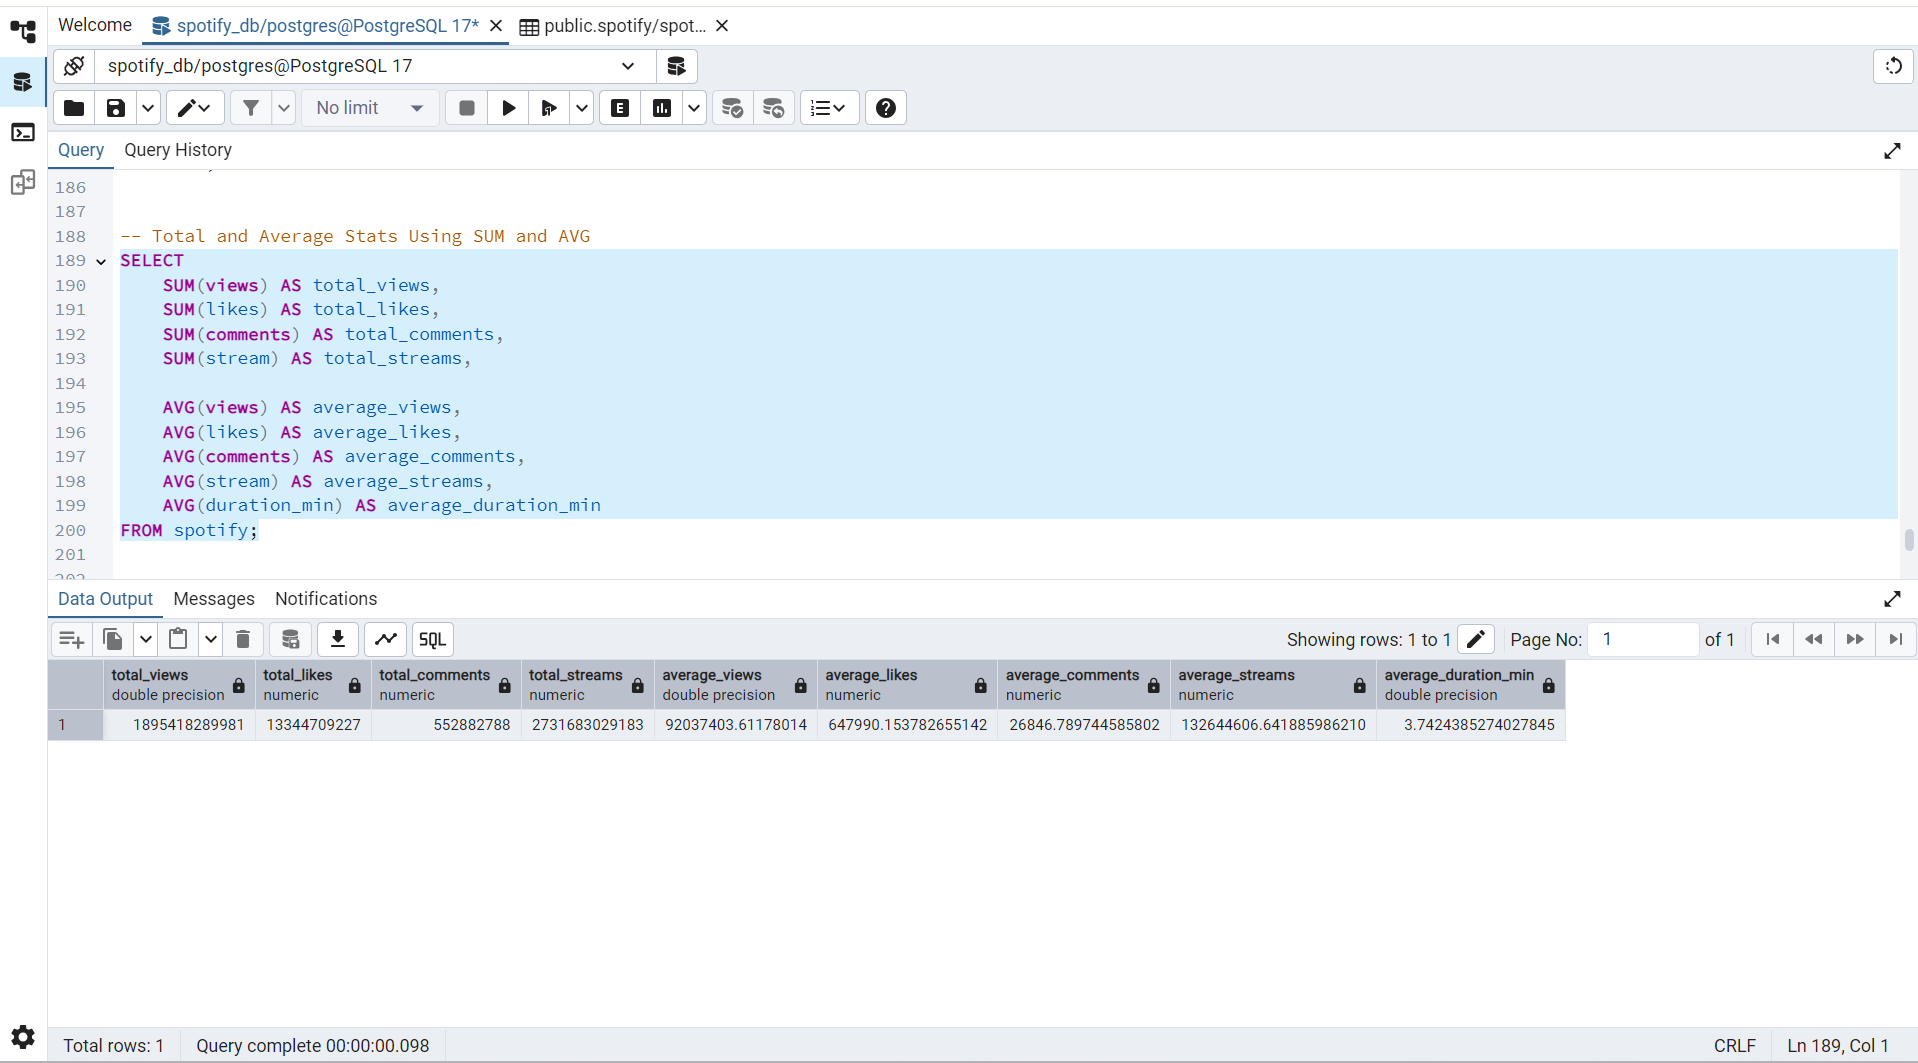 Welcome
spotify_db/postgres@PostgreSQL 17*
public.spotify/spot...
spotify_db/postgres@PostgreSQL 17
No limit
E
Query
Query History
186
187
188 -- Total and Average Stats Using SUM and AVG
189 SELECT
190 SUM(views) AS total_views,
191 SUM(likes) AS total_likes,
192 SUM(comments) AS total_comments,
193 SUM(stream) AS total_streams,
194
195 AVG(views) AS average_views,
196 AVG(likes) AS average_likes,
197 AVG(comments) AS average_comments,
198 AVG(stream) AS average_streams,
199 AVG(duration_min) AS average_duration_min
200 FROM spotify;
201
202
Data Output Messages Notifications
SQL
Showing rows: 1 to 1
Page No: 1 of 1
total_views total_likes total_comments total_streams average_views average_likes average_comments average_streams average_duration_min
double precision numeric numeric numeric double precision numeric numeric numeric double precision
1 1895418289981 13344709227 552882788 2731683029183 92037403.61178014 647990.153782655142 26846.789744585802 132644606.641885986210 3.7424385274027845
Total rows: 1
Query complete 00:00:00.098
CRLF
Ln 189, Col 1